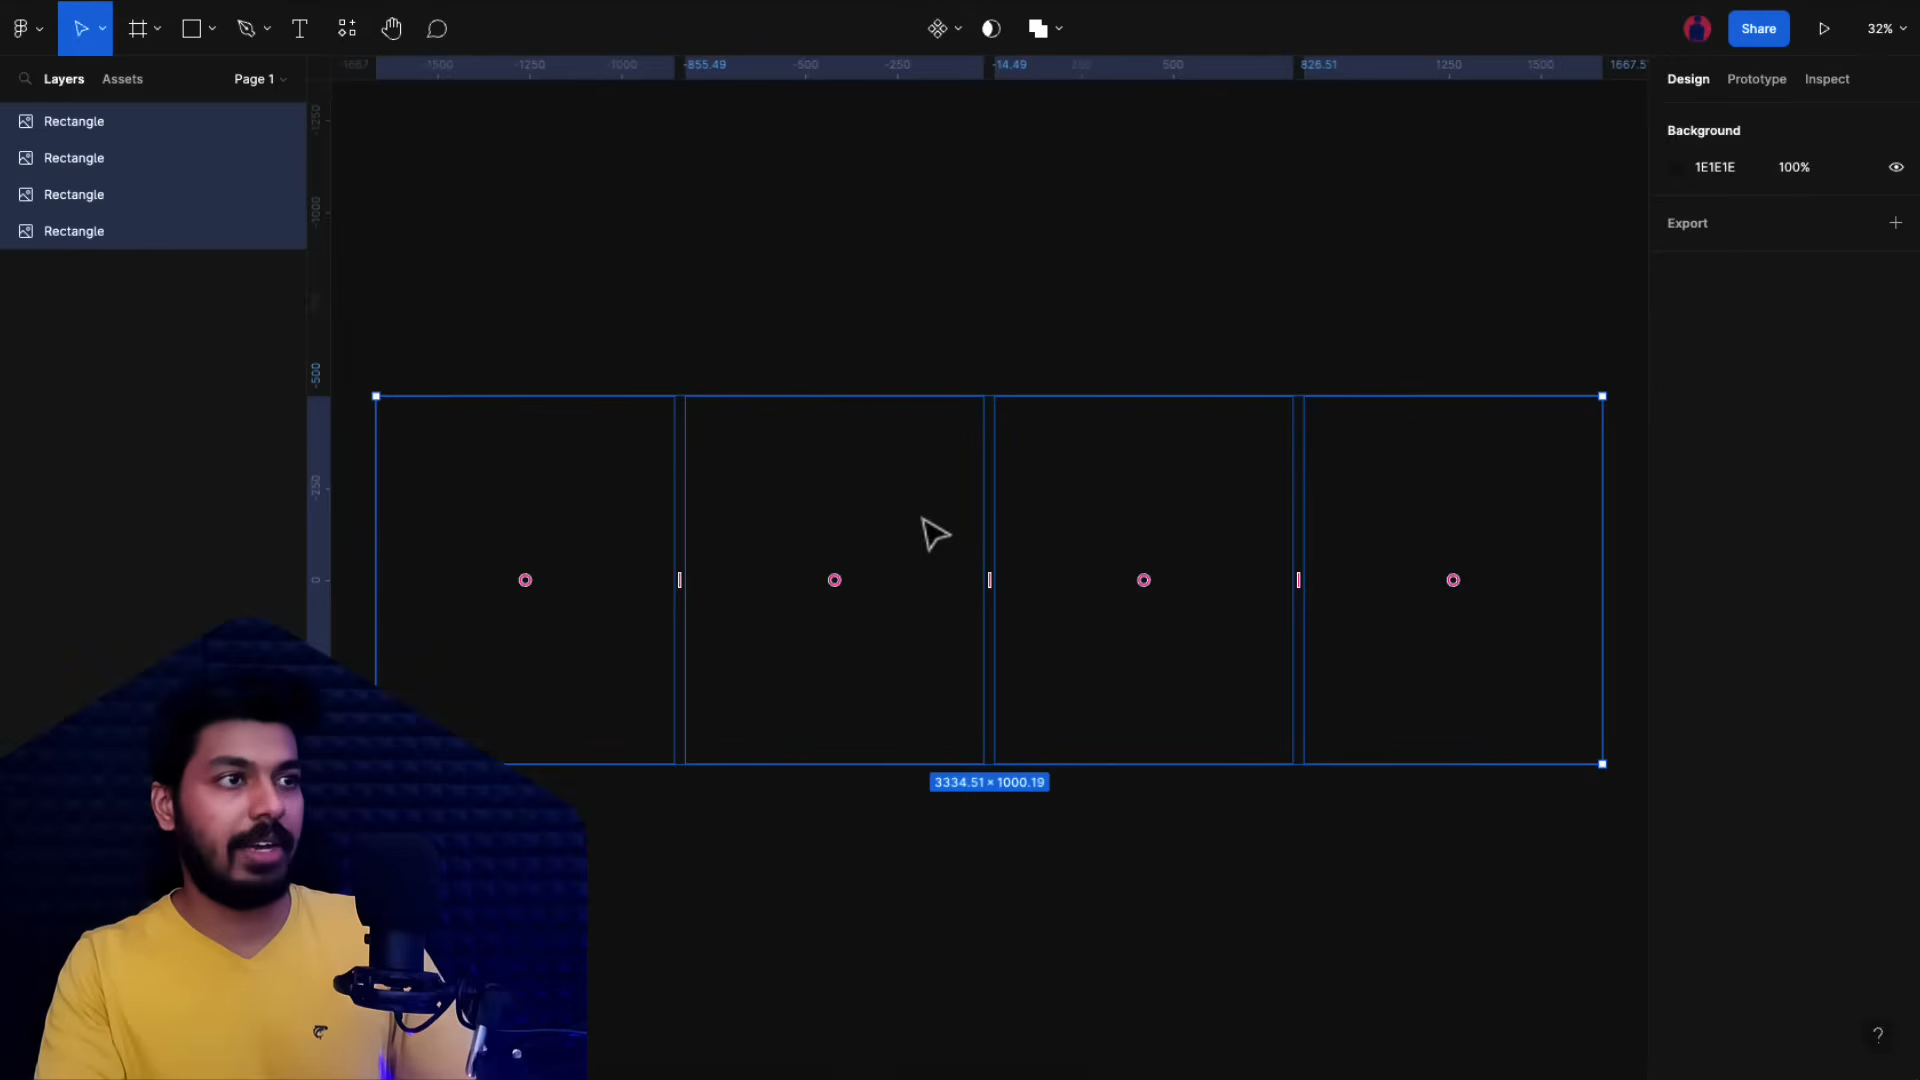 Share
32%
Layers
Assets
Page 1
-1500
-1250
-1000
-855.49
-500
-250
-14.49
500
826.51
1250
1500
1667.5
Design
Prototype
Inspect
Rectangle
Rectangle
Rectangle
Rectangle
Background
1E1E1E
100%
Export
-1250
-1000
-500
-250
0
3334.51 × 1000.19
?